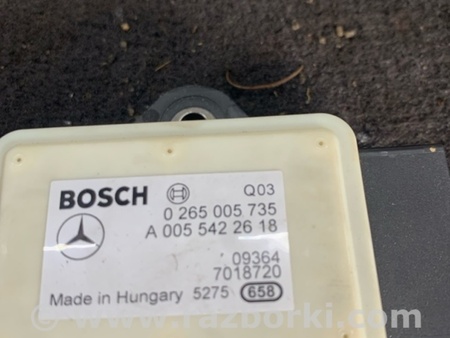 BOSCH Q03
0 265 005 735
A 005 542 26 18
09364
7018720
Made in Hungary 5275 658
www.razborki.com